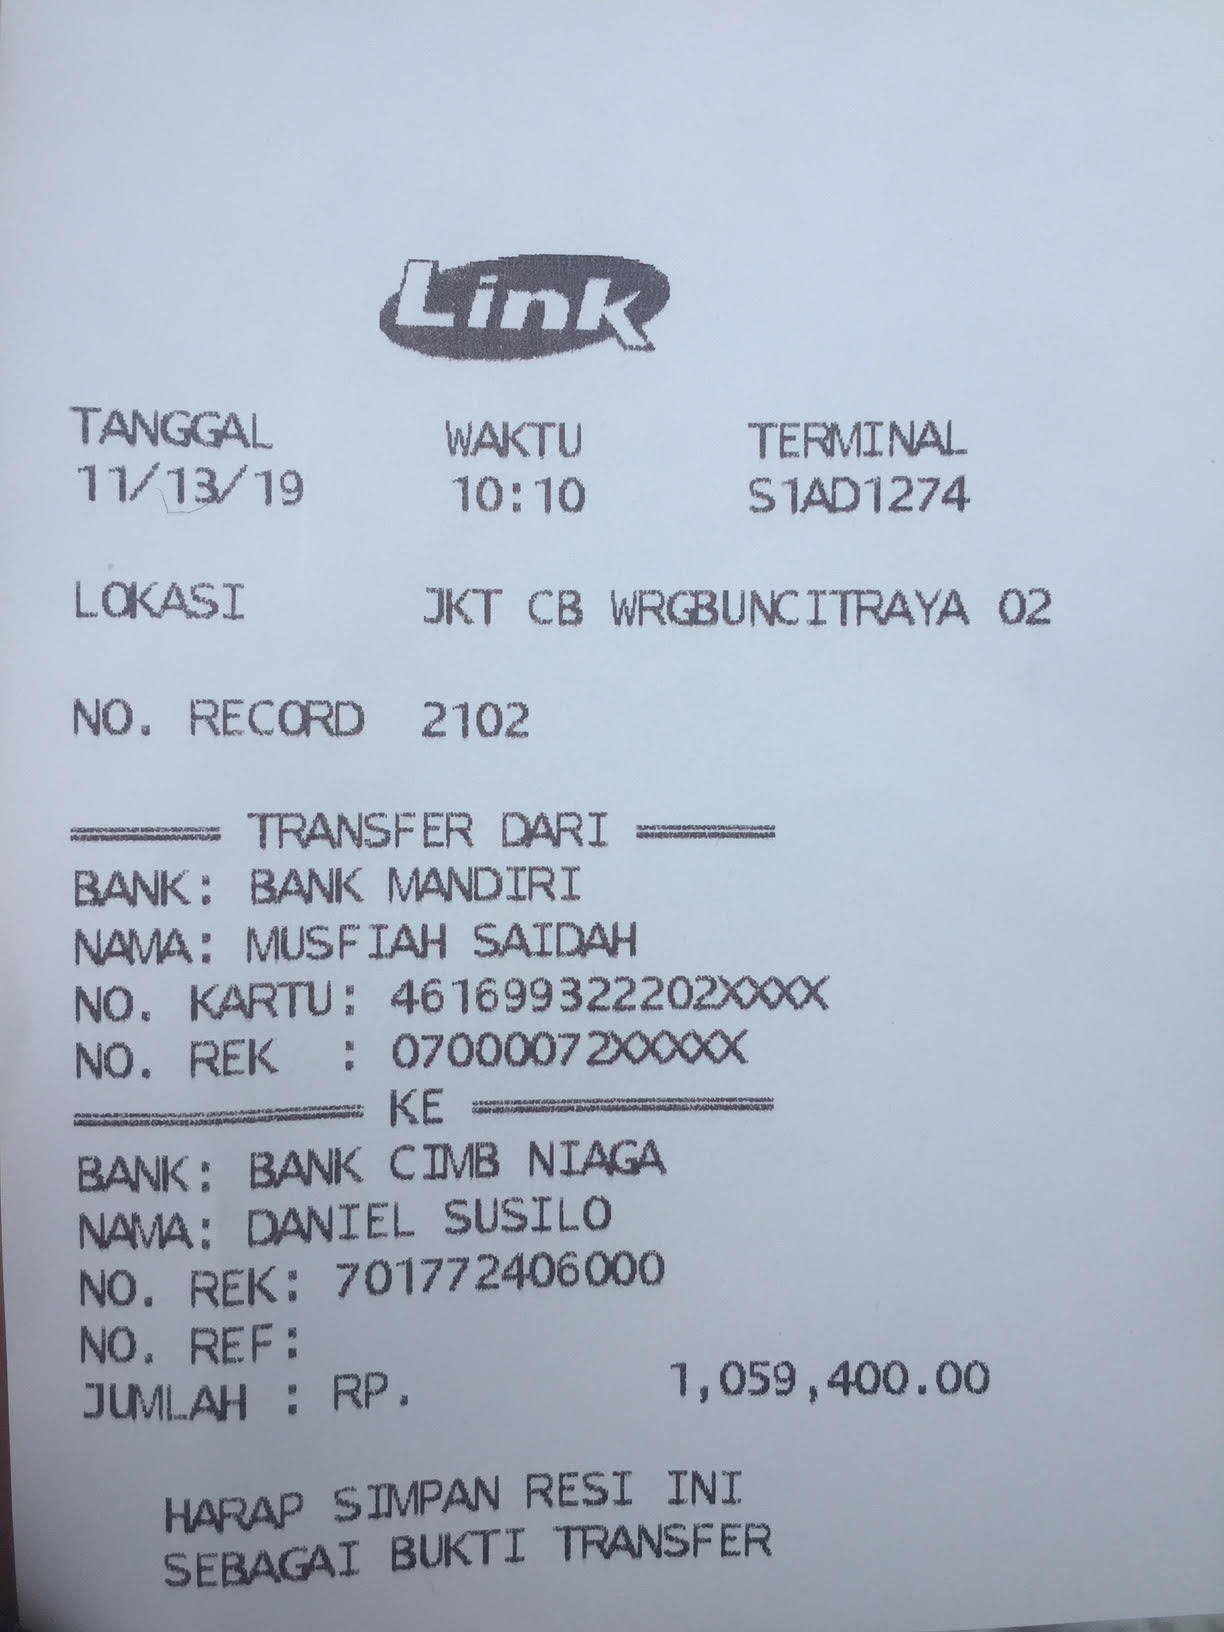 Link
TANGGAL WAKTU TERMINAL
11/13/19 10:10 S1AD1274
LOKASI JKT CB WRGBUNCITRAYA 02
NO. RECORD 2102
TRANSFER DARI
BANK: BANK MANDIRI
NAMA: MUSFIAH SAIDAH
NO. KARTU: 461699322202XXXX
NO. REK : 07000072XXXXX
KE
BANK: BANK CIMB NIAGA
NAMA: DANIEL SUSILO
NO. REK: 701772406000
NO. REF:
JUMLAH : RP. 1,059,400.00
HARAP SIMPAN RESI INI
SEBAGAI BUKTI TRANSFER